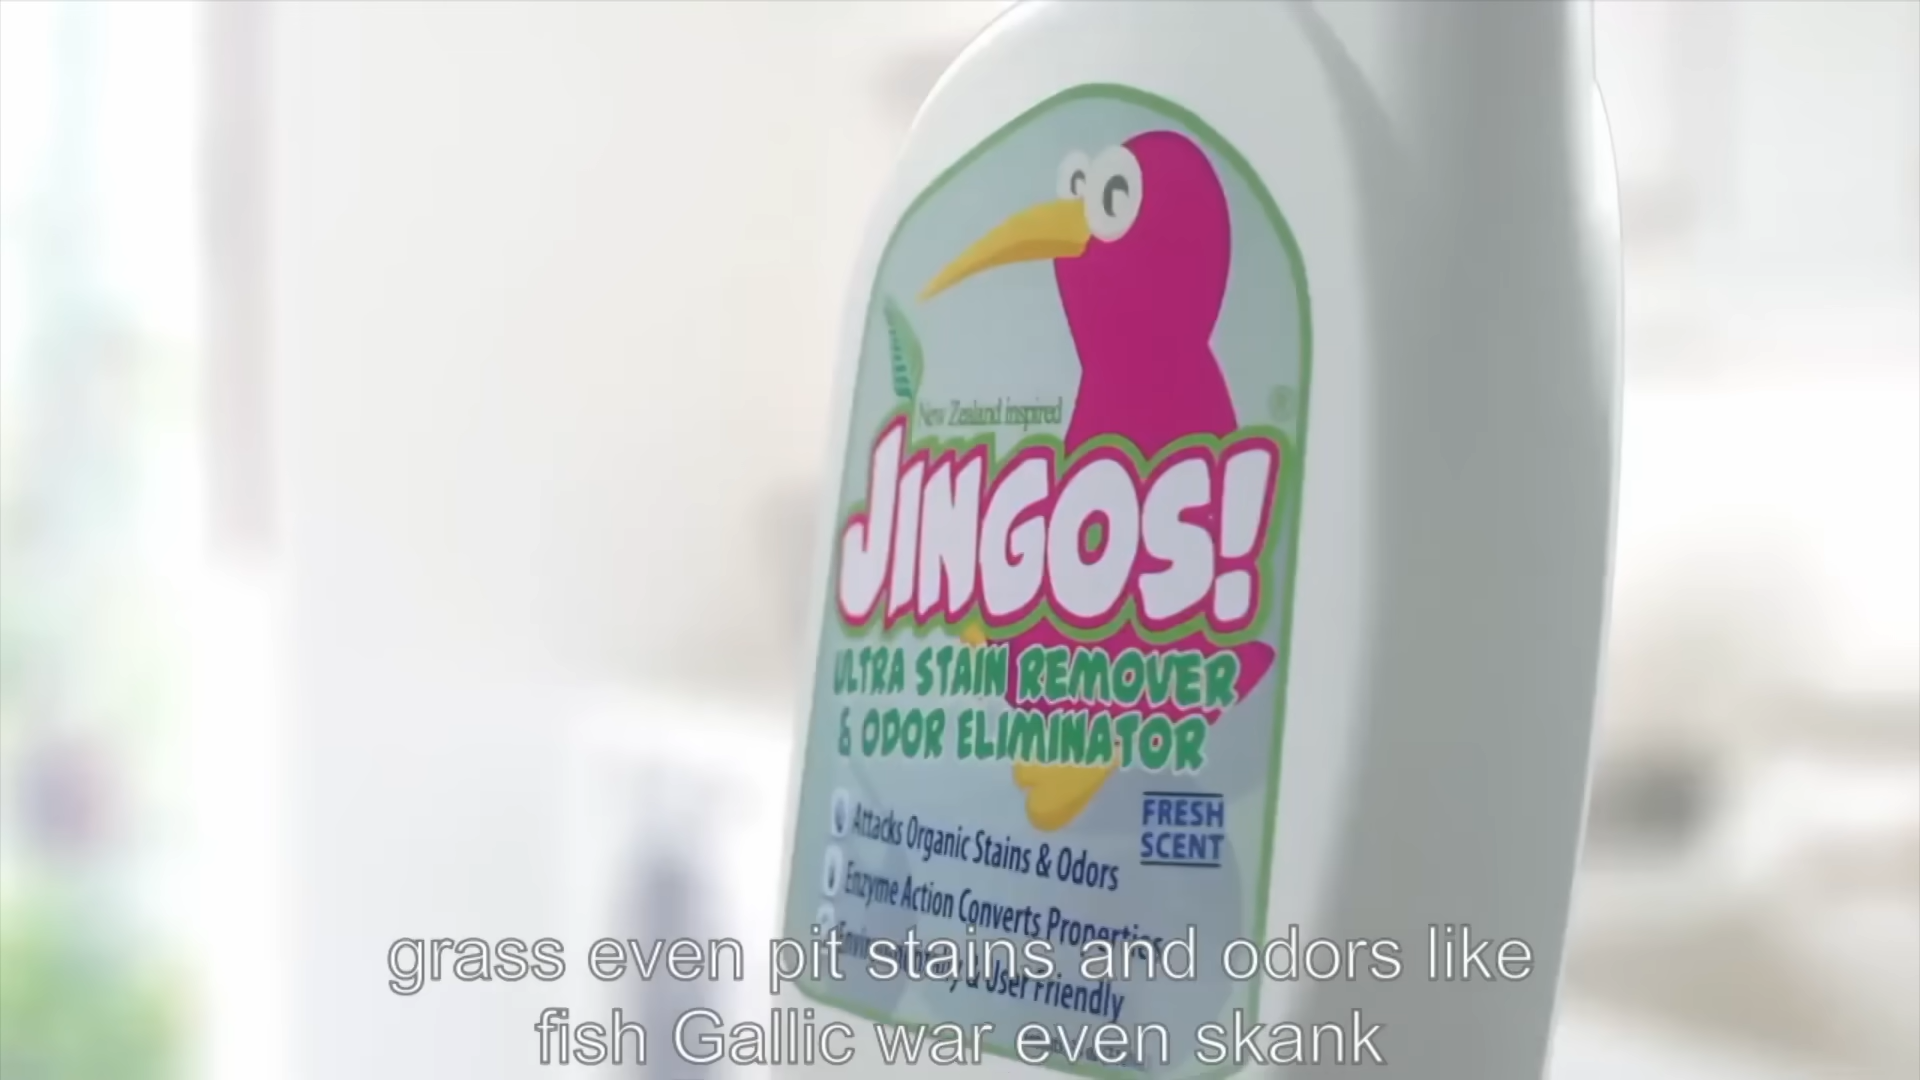 New Zealand inspired
JINGOS!
ULTRA STAIN REMOVER
& ODOR ELIMINATOR
FRESH
SCENT
Attacks Organic Stains & Odors
Enzyme Action Converts Properties
Environmentally & User Friendly
grass even pit stains and odors like
fish Gallic war even skank